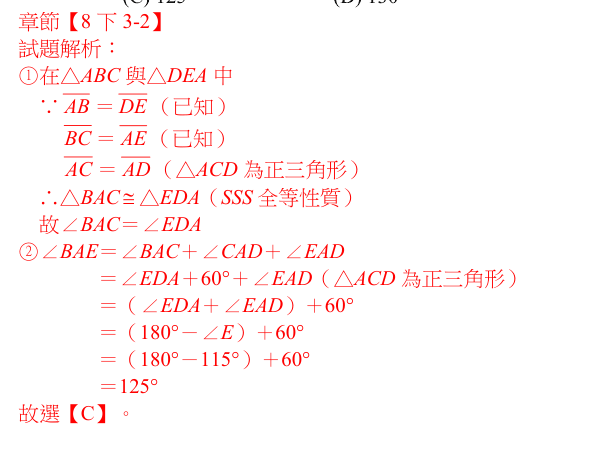 (C) 125 (D) 130
章節【8 下 3-2】
試題解析：
①在△ABC 與△DEA 中
∵ AB = DE（已知）
BC = AE（已知）
AC = AD（△ACD 為正三角形）
∴△BAC≅△EDA（SSS 全等性質）
故∠BAC＝∠EDA
②∠BAE＝∠BAC＋∠CAD＋∠EAD
＝∠EDA＋60°＋∠EAD（△ACD 為正三角形）
＝（∠EDA＋∠EAD）＋60°
＝（180°－∠E）＋60°
＝（180°－115°）＋60°
＝125°
故選【C】。